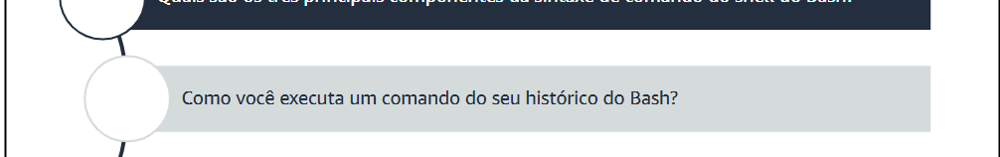 Quais são os três principais componentes da sintaxe de comando do shell do Bash?
Como você executa um comando do seu histórico do Bash?